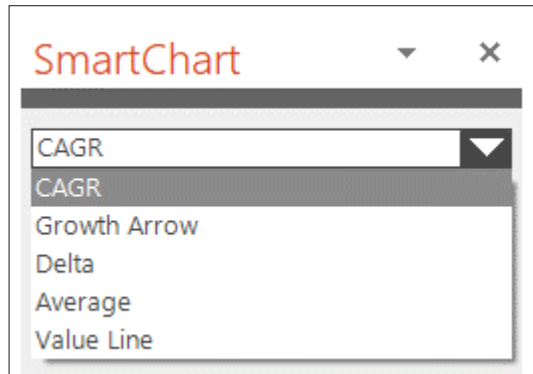 SmartChart
CAGR
CAGR
Growth Arrow
Delta
Average
Value Line